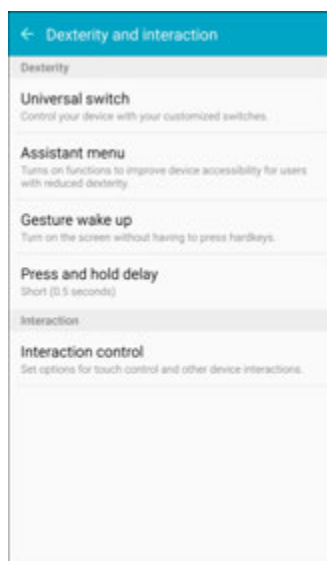 Dexterity and interaction
Dexterity
Universal switch
Control your device with your customized switches.
Assistant menu
Turns on functions to improve device accessibility for users
with reduced dexterity.
Gesture wake up
Turn on the screen without having to press hardkeys.
Press and hold delay
Short (0.5 seconds)
Interaction
Interaction control
Set options for touch control and other device interactions.